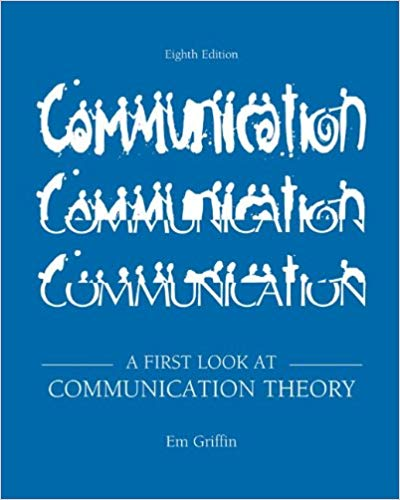 Eighth Edition
Communication
COMMUNICATION
COMMUNICATION
A FIRST LOOK AT
COMMUNICATION THEORY
Em Griffin